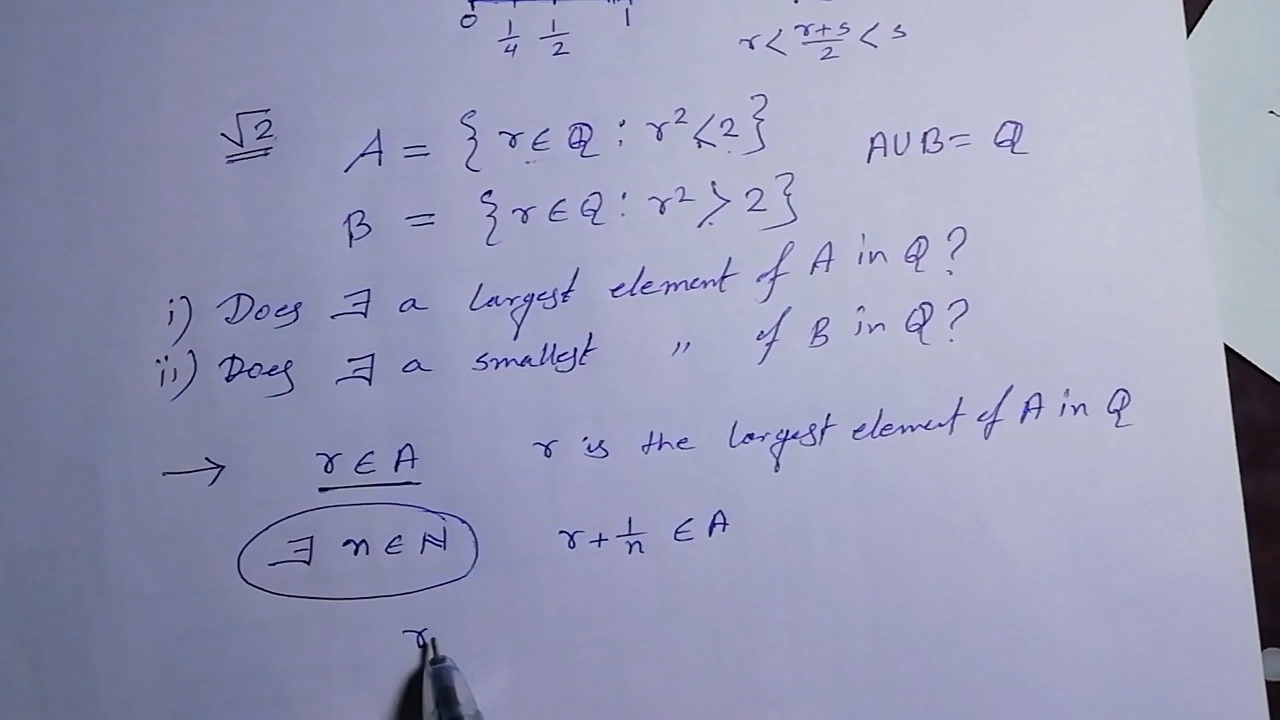 0 1/4 1/2 1
r < (r+s)/2 < s
√2 A = {r ∈ ℚ : r² < 2} A∪B = ℚ
B = {r ∈ ℚ : r² > 2}
i) Does ∃ a largest element of A in ℚ?
ii) Does ∃ a smallest " of B in ℚ?
→ r ∈ A r is the largest element of A in ℚ
∃ n ∈ ℕ r + 1/n ∈ A
r